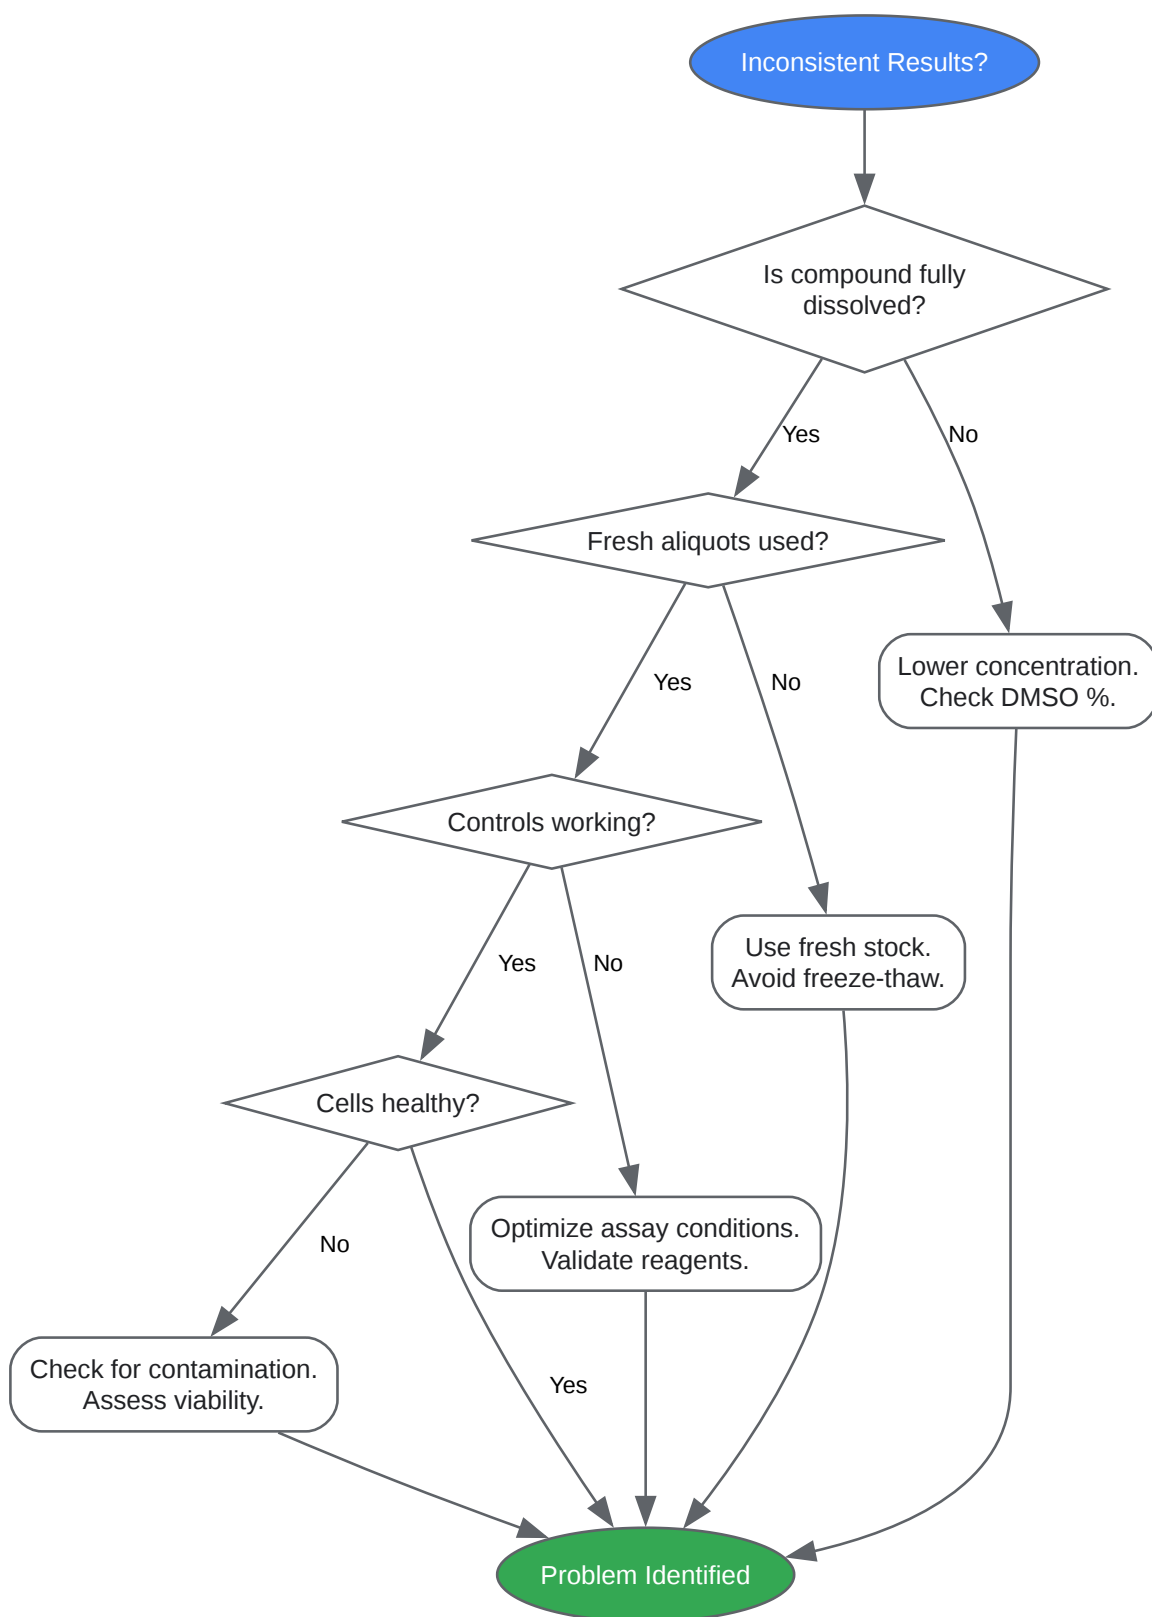 Inconsistent Results?
Is compound fully
dissolved?
Yes
No
Fresh aliquots used?
Yes
No
Lower concentration.
Check DMSO %.
Controls working?
Yes
No
Use fresh stock.
Avoid freeze-thaw.
Cells healthy?
No
Yes
Optimize assay conditions.
Validate reagents.
Check for contamination.
Assess viability.
Problem Identified